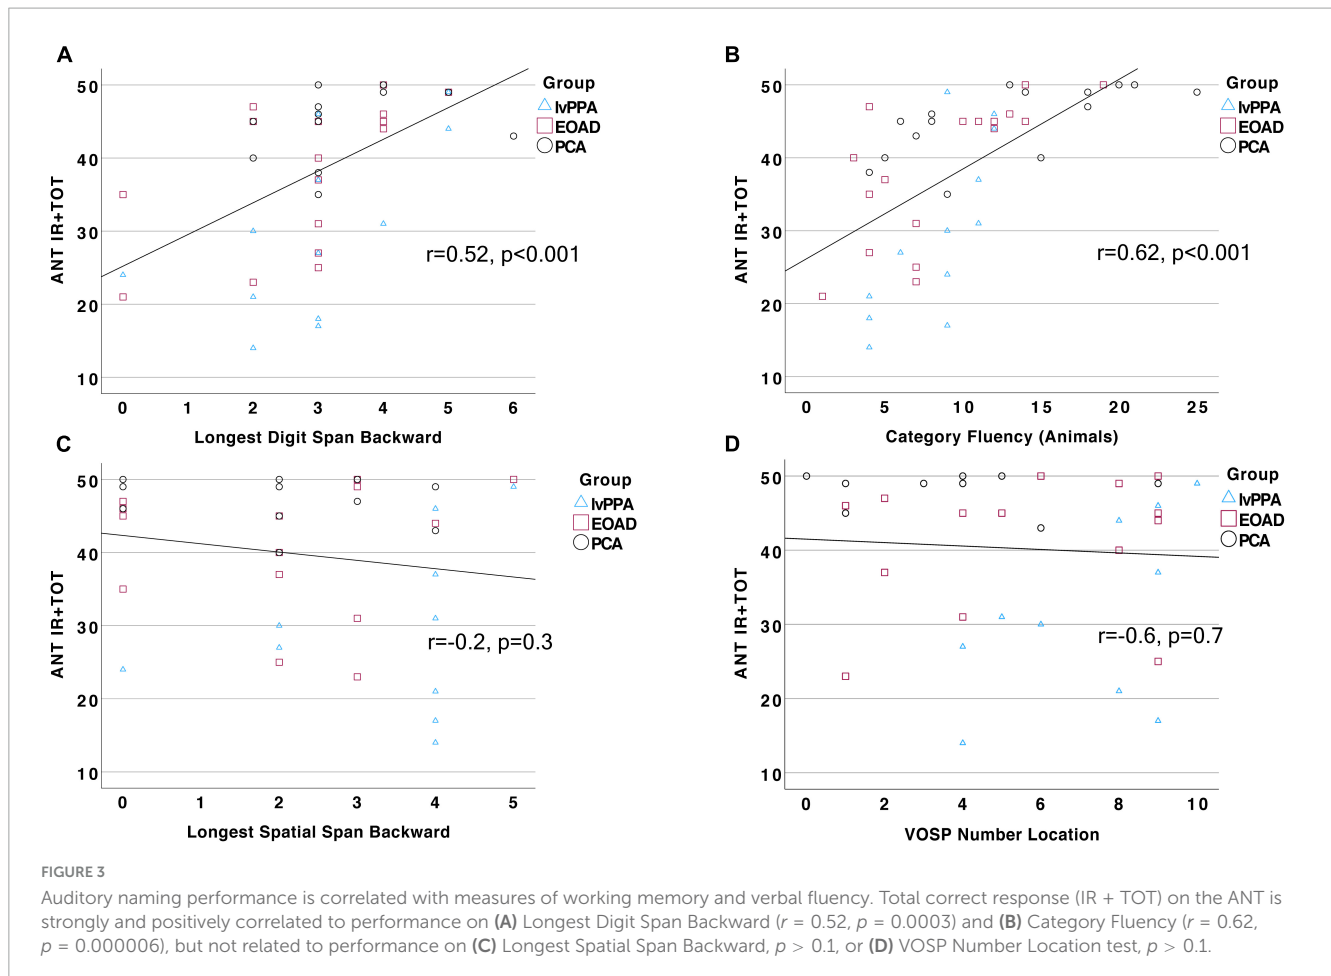 A
ANT IR+TOT
50
40
30
20
10
0 1 2 3 4 5 6
Longest Digit Span Backward
Group
lvPPA
EOAD
PCA
r=0.52, p<0.001
B
ANT IR+TOT
50
40
30
20
10
0 5 10 15 20 25
Category Fluency (Animals)
Group
lvPPA
EOAD
PCA
r=0.62, p<0.001
C
ANT IR+TOT
50
40
30
20
10
0 1 2 3 4 5
Longest Spatial Span Backward
Group
lvPPA
EOAD
PCA
r=-0.2, p=0.3
D
ANT IR+TOT
50
40
30
20
10
0 2 4 6 8 10
VOSP Number Location
Group
lvPPA
EOAD
PCA
r=-0.6, p=0.7
FIGURE 3
Auditory naming performance is correlated with measures of working memory and verbal fluency. Total correct response (IR + TOT) on the ANT is
strongly and positively correlated to performance on (A) Longest Digit Span Backward (r = 0.52, p = 0.0003) and (B) Category Fluency (r = 0.62,
p = 0.000006), but not related to performance on (C) Longest Spatial Span Backward, p > 0.1, or (D) VOSP Number Location test, p > 0.1.